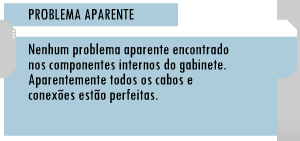 PROBLEMA APARENTE
Nenhum problema aparente encontrado
nos componentes internos do gabinete.
Aparentemente todos os cabos e
conexões estão perfeitas.